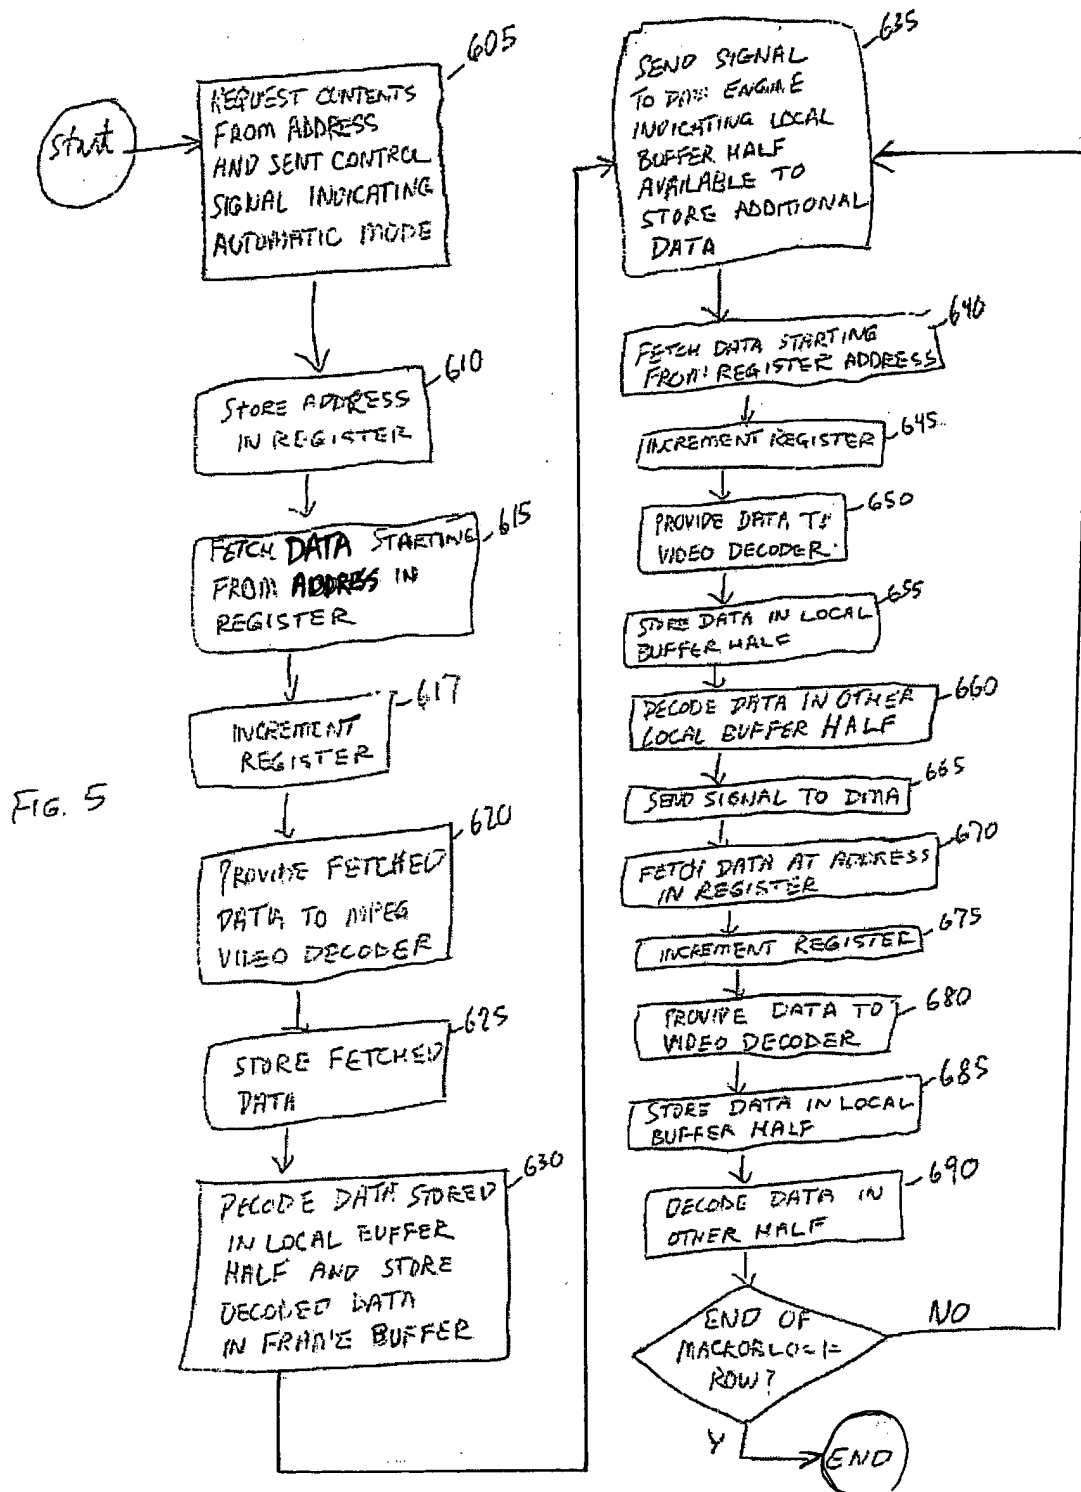 605
Start
REQUEST CONTENTS
FROM ADDRESS
AND SENT CONTROL
SIGNAL INDICATING
AUTOMATIC MODE
610
STORE ADDRESS
IN REGISTER
615
FETCH DATA STARTING
FROM ADDRESS IN
REGISTER
617
INCREMENT
REGISTER
FIG. 5
620
PROVIDE FETCHED
DATA TO MPEG
VIDEO DECODER
625
STORE FETCHED
DATA
630
DECODE DATA STORED
IN LOCAL BUFFER
HALF AND STORE
DECODED DATA
IN FRAME BUFFER
635
SEND SIGNAL
TO DMA ENGINE
INDICATING LOCAL
BUFFER HALF
AVAILABLE TO
STORE ADDITIONAL
DATA
640
FETCH DATA STARTING
FROM REGISTER ADDRESS
645
INCREMENT REGISTER
650
PROVIDE DATA TO
VIDEO DECODER
655
STORE DATA IN LOCAL
BUFFER HALF
660
DECODE DATA IN OTHER
LOCAL BUFFER HALF
665
SEND SIGNAL TO DMA
670
FETCH DATA AT ADDRESS
IN REGISTER
675
INCREMENT REGISTER
680
PROVIDE DATA TO
VIDEO DECODER
685
STORE DATA IN LOCAL
BUFFER HALF
690
DECODE DATA IN
OTHER HALF
END OF
ROW?
NO
Y
END